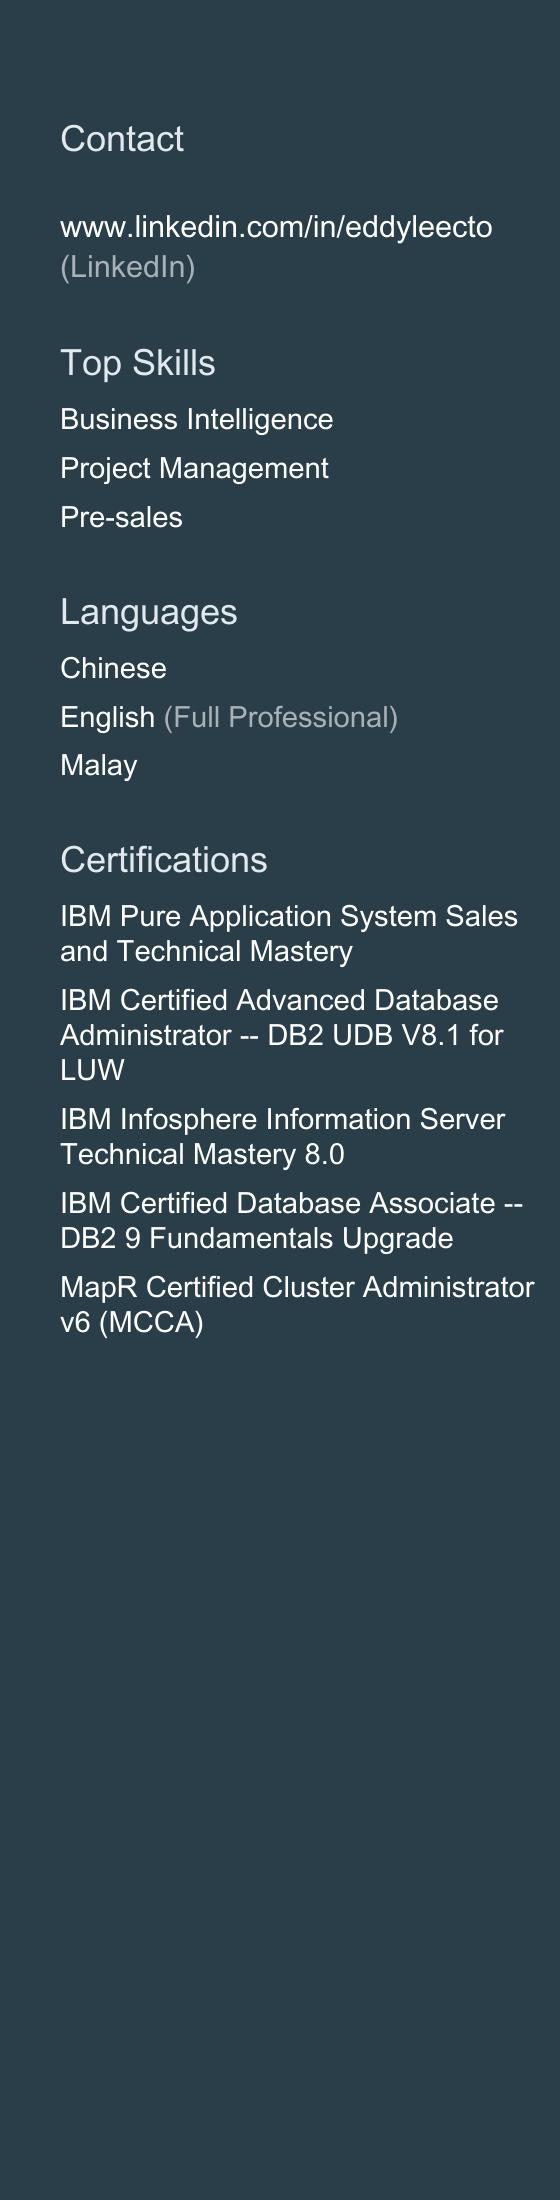 Contact
www.linkedin.com/in/eddyleecto
(LinkedIn)
Top Skills
Business Intelligence
Project Management
Pre-sales
Languages
Chinese
English (Full Professional)
Malay
Certifications
IBM Pure Application System Sales
and Technical Mastery
IBM Certified Advanced Database
Administrator -- DB2 UDB V8.1 for
LUW
IBM Infosphere Information Server
Technical Mastery 8.0
IBM Certified Database Associate --
DB2 9 Fundamentals Upgrade
MapR Certified Cluster Administrator
v6 (MCCA)